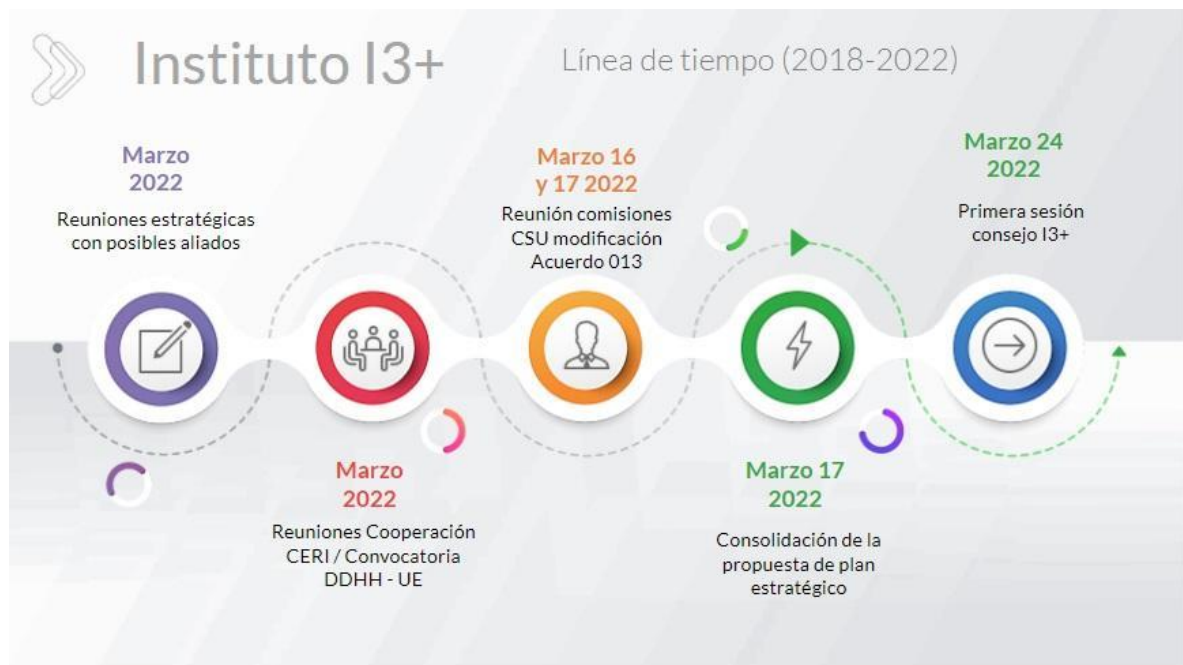 Instituto I3+
Línea de tiempo (2018-2022)
Marzo
2022
Reuniones estratégicas
con posibles aliados
Marzo
2022
Reuniones Cooperación
CERI / Convocatoria
DDHH - UE
Marzo 16
y 17 2022
Reunión comisiones
CSU modificación
Acuerdo 013
Marzo 17
2022
Consolidación de la
propuesta de plan
estratégico
Marzo 24
2022
Primera sesión
consejo I3+